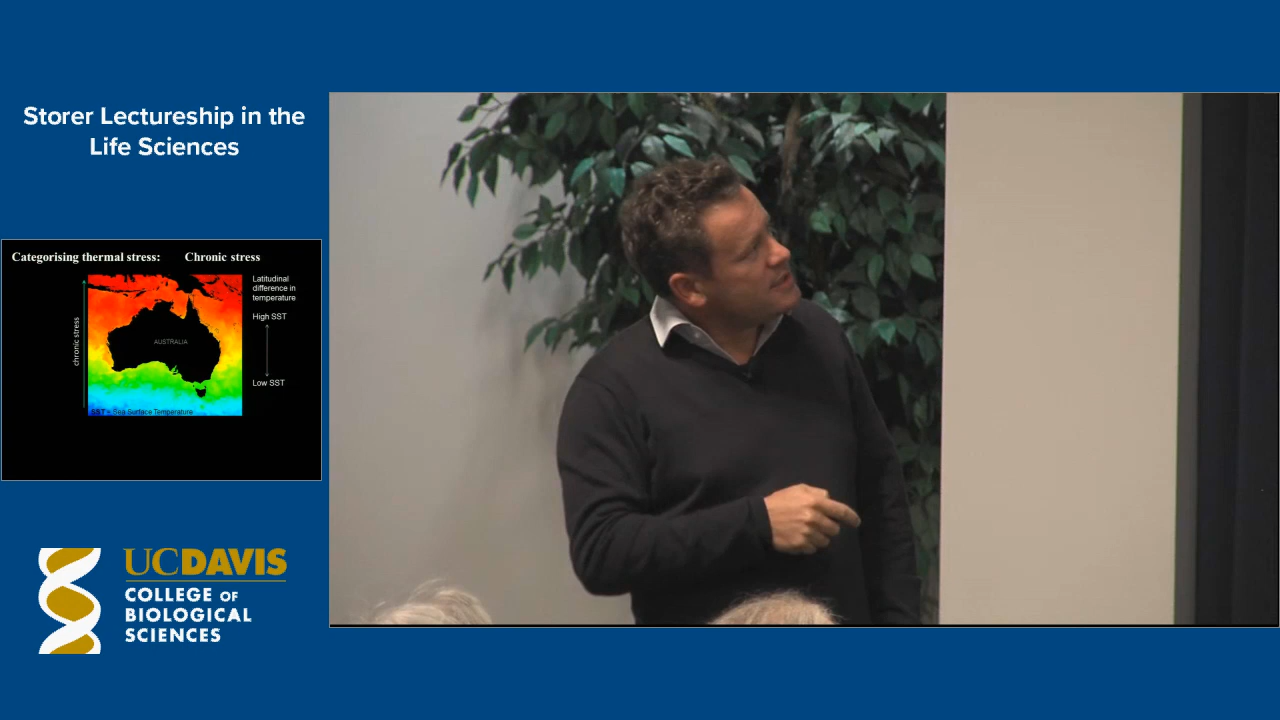 Storer Lectureship in the
Life Sciences
Categorising thermal stress: Chronic stress
Latitudinal
difference in
temperature
High SST
chronic stress
AUSTRALIA
Low SST
SST = Sea Surface Temperature
UCDAVIS
COLLEGE OF
BIOLOGICAL
SCIENCES